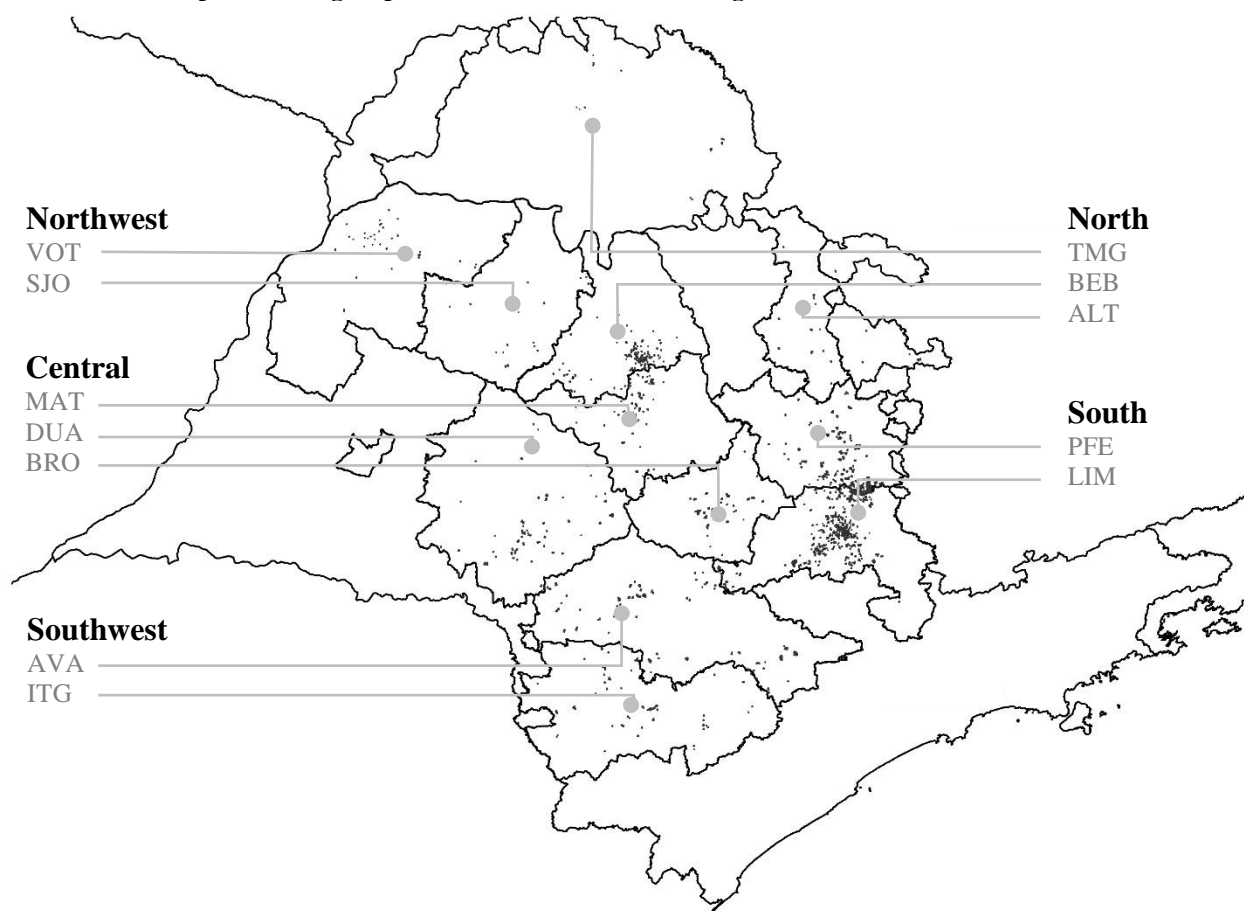 Northwest
VOT
SJO
Central
MAT
DUA
BRO
Southwest
AVA
ITG
North
TMG
BEB
ALT
South
PFE
LIM